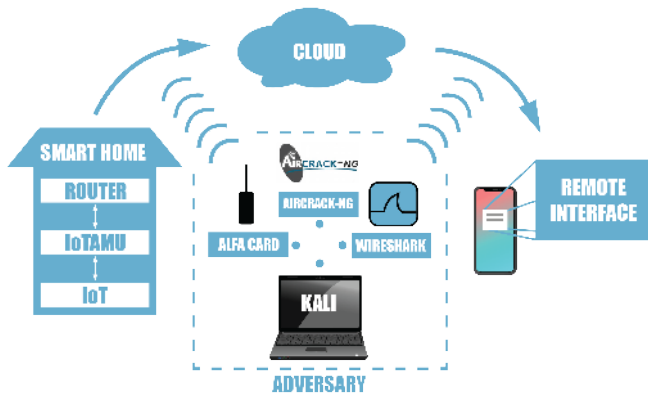 CLOUD
SMART HOME
ROUTER
IoTAMU
IoT
AIRCRACK-NG
AIRCRACK-NG
ALFA CARD
WIRESHARK
KALI
ADVERSARY
REMOTE
INTERFACE